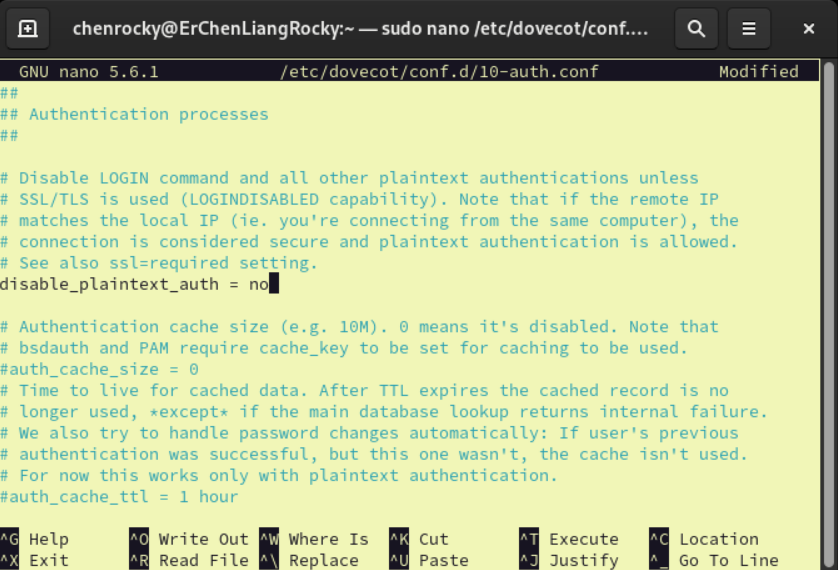 chenrocky@ErChenLiangRocky:~ — sudo nano /etc/dovecot/conf....
GNU nano 5.6.1 /etc/dovecot/conf.d/10-auth.conf Modified
##
## Authentication processes
##
# Disable LOGIN command and all other plaintext authentications unless
# SSL/TLS is used (LOGINDISABLED capability). Note that if the remote IP
# matches the local IP (ie. you're connecting from the same computer), the
# connection is considered secure and plaintext authentication is allowed.
# See also ssl=required setting.
disable_plaintext_auth = no
# Authentication cache size (e.g. 10M). 0 means it's disabled. Note that
# bsdauth and PAM require cache_key to be set for caching to be used.
#auth_cache_size = 0
# Time to live for cached data. After TTL expires the cached record is no
# longer used, *except* if the main database lookup returns internal failure.
# We also try to handle password changes automatically: If user's previous
# authentication was successful, but this one wasn't, the cache isn't used.
# For now this works only with plaintext authentication.
#auth_cache_ttl = 1 hour
^G Help ^O Write Out ^W Where Is ^K Cut ^T Execute ^C Location
^X Exit ^R Read File ^\ Replace ^U Paste ^J Justify ^_ Go To Line